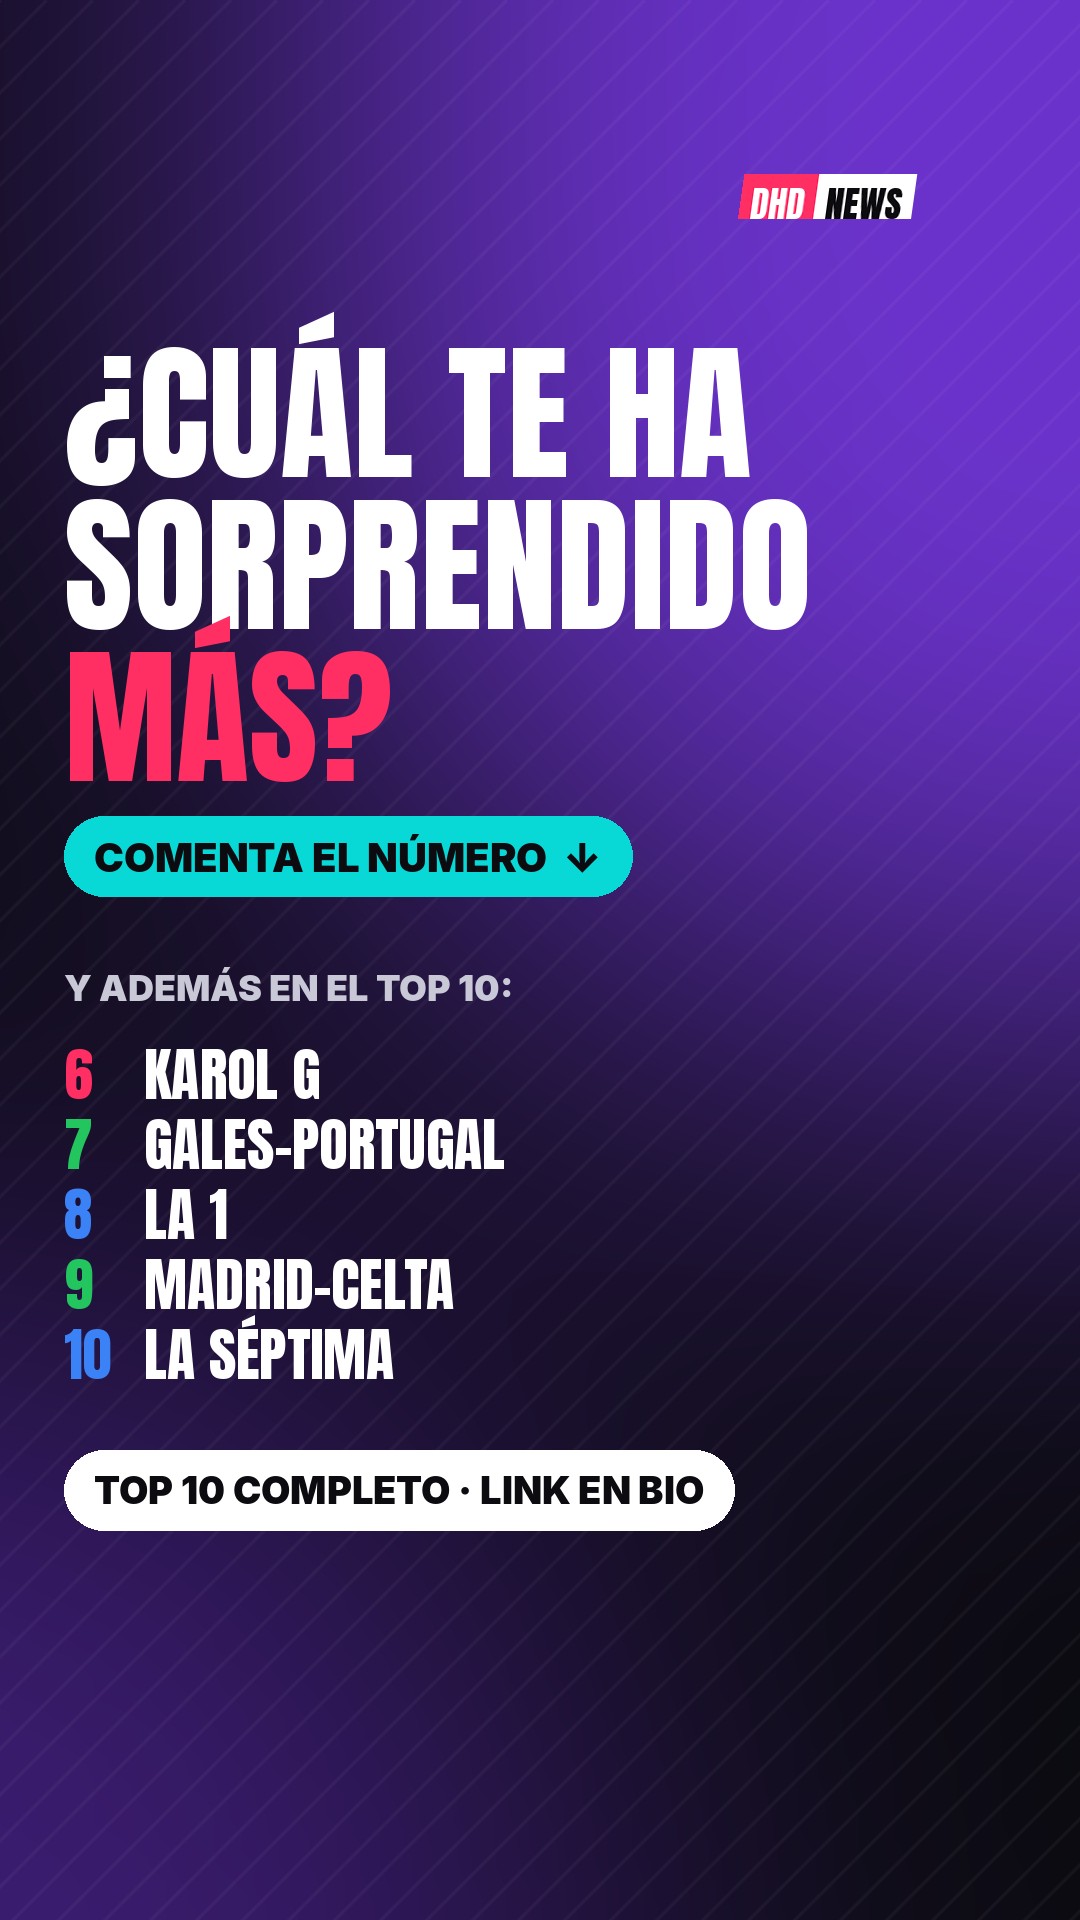 DHD NEWS
¿CUÁL TE HA
SORPRENDIDO
MÁS?
COMENTA EL NÚMERO ↓
Y ADEMÁS EN EL TOP 10:
6 KAROL G
7 GALES-PORTUGAL
8 LA 1
9 MADRID-CELTA
10 LA SÉPTIMA
TOP 10 COMPLETO · LINK EN BIO